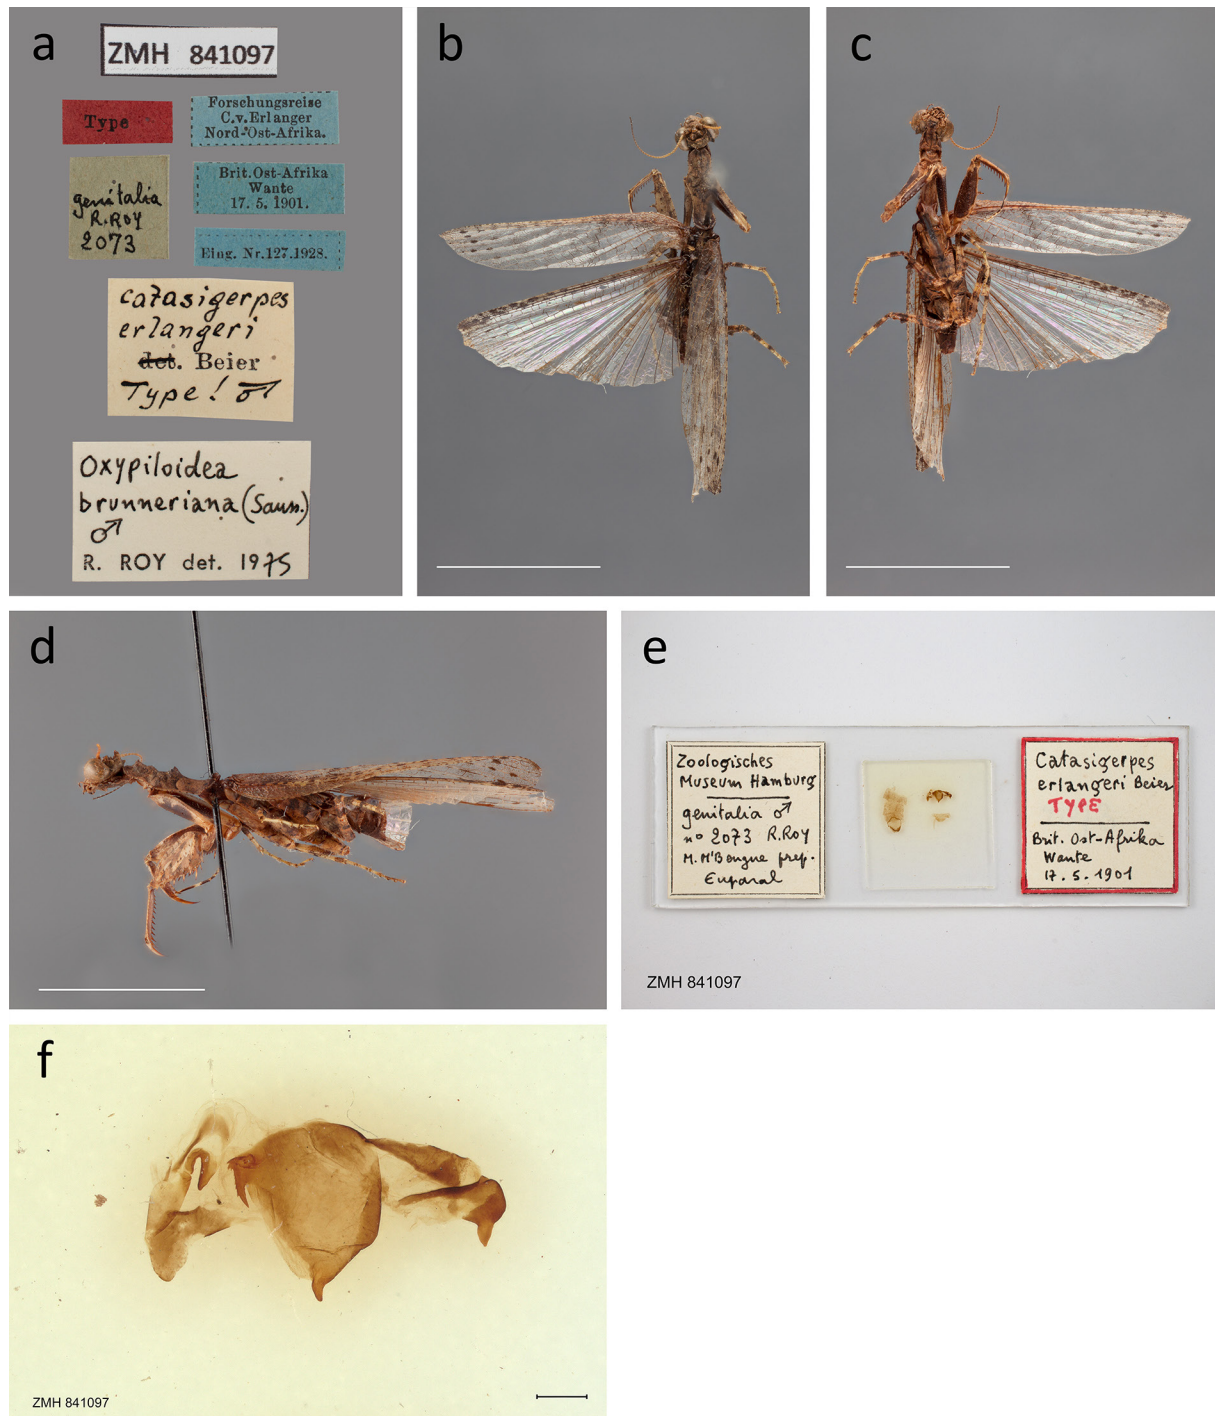 a
ZMH 841097
Type
Forschungsreise
C.v.Erlanger
Nord-Ost-Afrika.
genitalia
R.ROY
2073
Brit.Ost-Afrika
Wante
17. 5. 1901.
Eing. Nr.127.1928.
Catasigerpes
erlangeri
det. Beier
Type! ♂
Oxypiloidea
brunneriana (Sauss.)
♂
R. ROY det. 1975
b
c
d
e
Zoologisches
Museum Hamburg
genitalia ♂
no 2073 R.ROY
M. M'Bengue prep.
Euparal
Catasigerpes
erlangeri Beier
TYPE
Brit. Ost-Afrika
Wante
17. 5. 1901
ZMH 841097
f
ZMH 841097